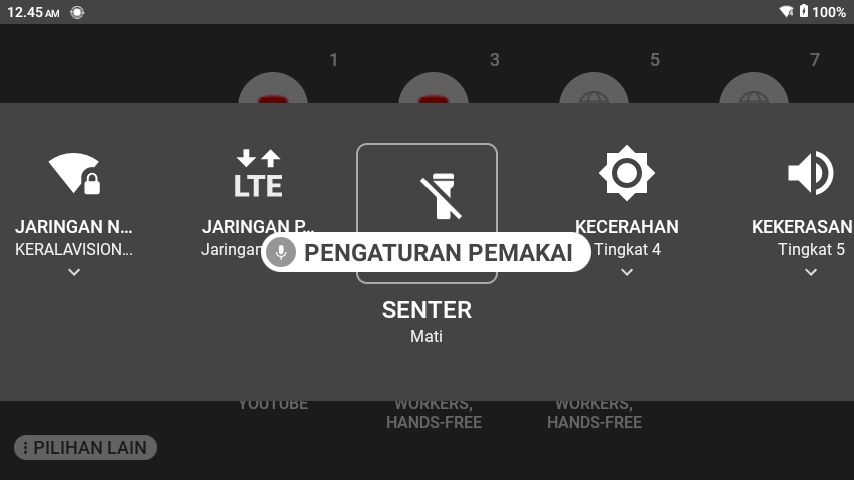 12.45 AM
100%
1
3
5
7
LTE
JARINGAN N...
KERALAVISION...
JARINGAN P...
Jaringan
KECERAHAN
Tingkat 4
KEKERASAN
Tingkat 5
PENGATURAN PEMAKAI
SENTER
Mati
YOUTUBE
WORKERS,
HANDS-FREE
WORKERS,
HANDS-FREE
PILIHAN LAIN